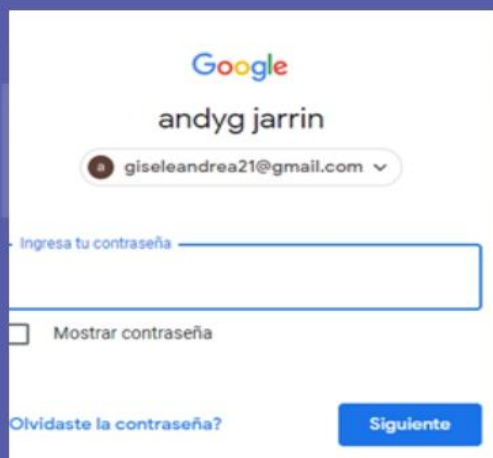 Google
andyg jarrin
a giseleandrea21@gmail.com
Ingresa tu contraseña
Mostrar contraseña
Olvidaste la contraseña? Siguiente